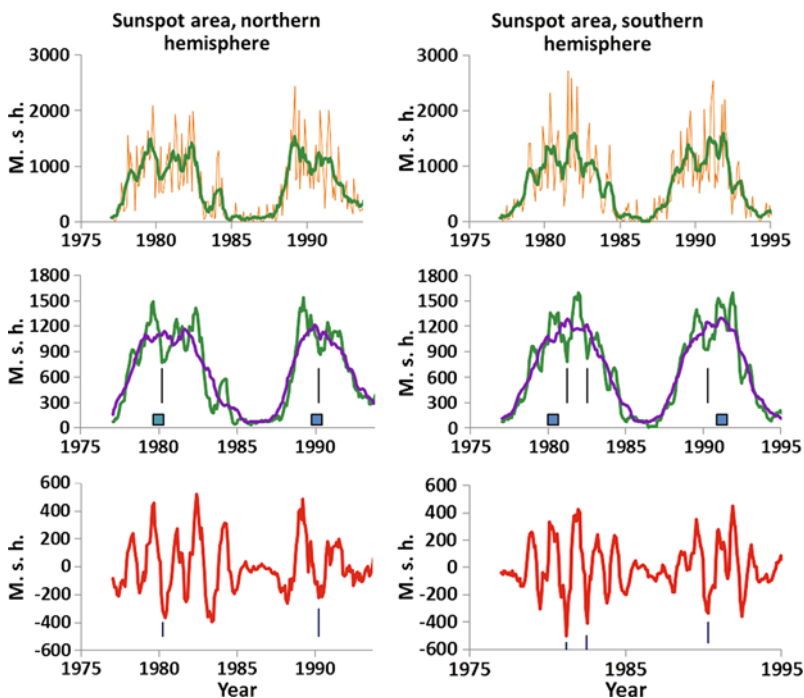 Sunspot area, northern
hemisphere
3000
2000
1000
0
M. .s .h.
1975 1980 1985 1990
Sunspot area, southern
hemisphere
3000
2000
1000
0
M. .s .h.
1975 1980 1985 1990 1995
1800
1500
1200
900
600
300
0
M. s. h.
1975 1980 1985 1990
1800
1500
1200
900
600
300
0
M. s. h.
1975 1980 1985 1990 1995
600
400
200
0
-200
-400
-600
M. s. h.
1975 1980 1985 1990
Year
600
400
200
0
-200
-400
-600
M. s. h.
1975 1985 1995
Year